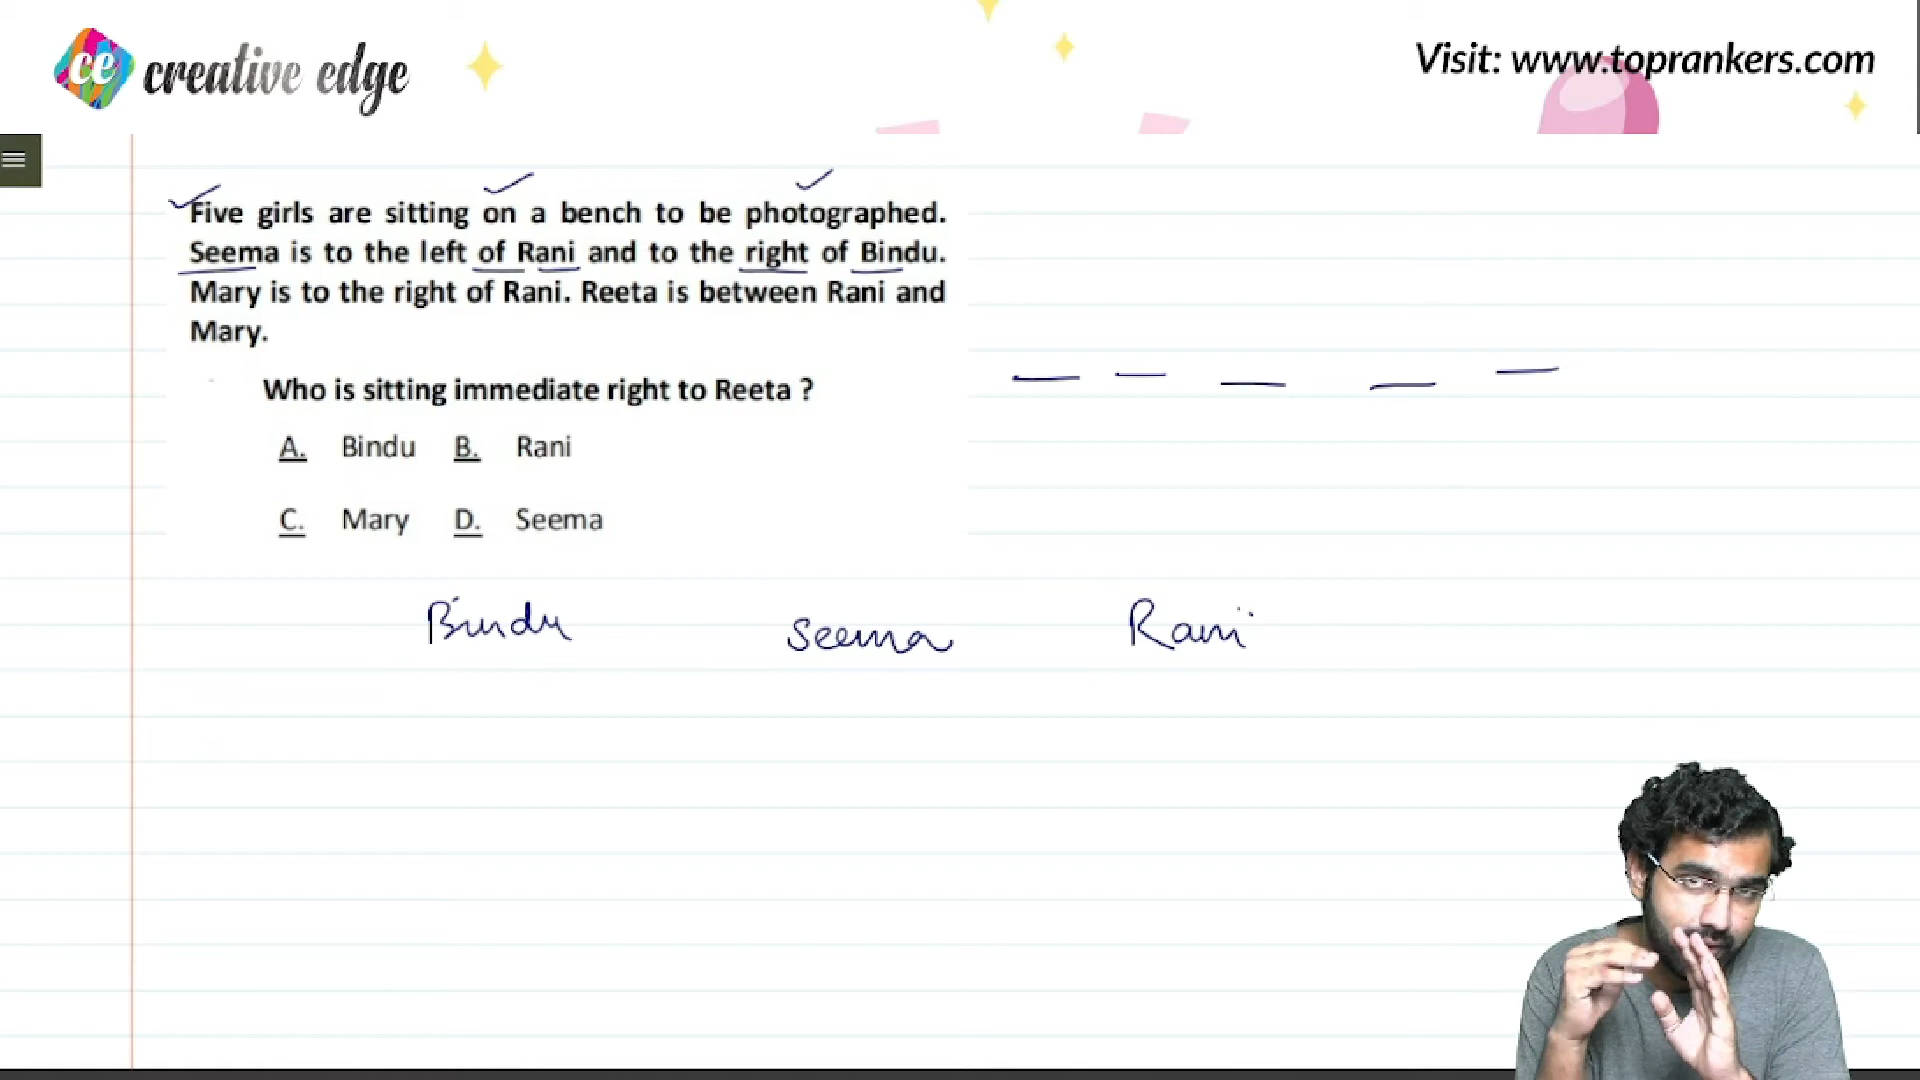 ce creative edge
Visit: www.toprankers.com
Five girls are sitting on a bench to be photographed.
Seema is to the left of Rani and to the right of Bindu.
Mary is to the right of Rani. Reeta is between Rani and
Mary.
Who is sitting immediate right to Reeta ?
A. Bindu B. Rani
C. Mary D. Seema
Bindu Seema Rani